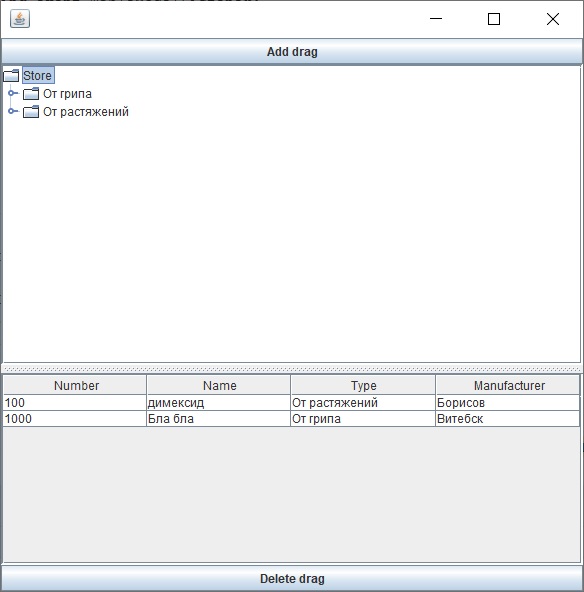 Add drag
Store
От грипа
От растяжений
Number Name Type Manufacturer
100 димексид От растяжений Борисов
1000 Бла бла От грипа Витебск
Delete drag